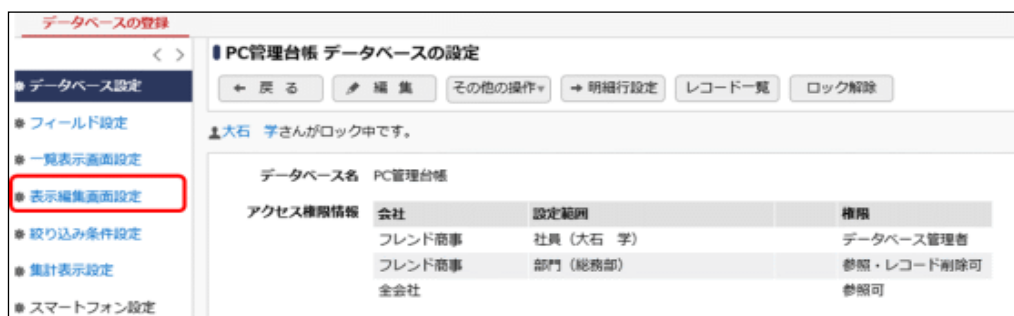 データベースの登録
< >
データベース設定
フィールド設定
一覧表示画面設定
表示編集画面設定
絞り込み条件設定
集計表示設定
スマートフォン設定
PC管理台帳 データベースの設定
← 戻 る 編 集 その他の操作▼ → 明細行設定 レコード一覧 ロック解除
大石 学さんがロック中です。
データベース名 PC管理台帳
アクセス権限情報 会社 設定範囲 権限
フレンド商事 社員（大石 学） データベース管理者
フレンド商事 部門（総務部） 参照・レコード削除可
全会社 参照可